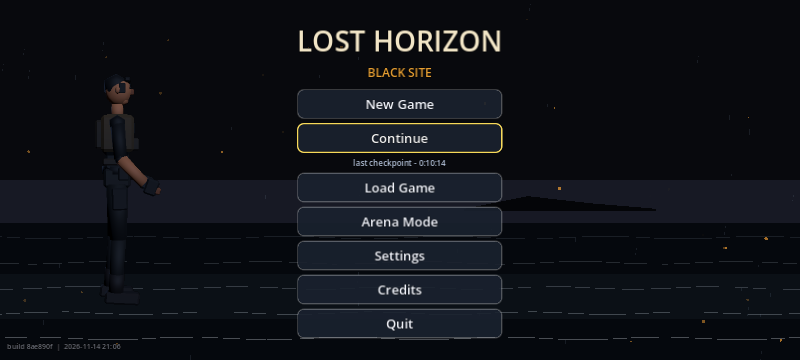 LOST HORIZON
BLACK SITE
New Game
Continue
last checkpoint - 0:10:14
Load Game
Arena Mode
Settings
Credits
Quit
build 8ae890f | 2026-11-14 21:06